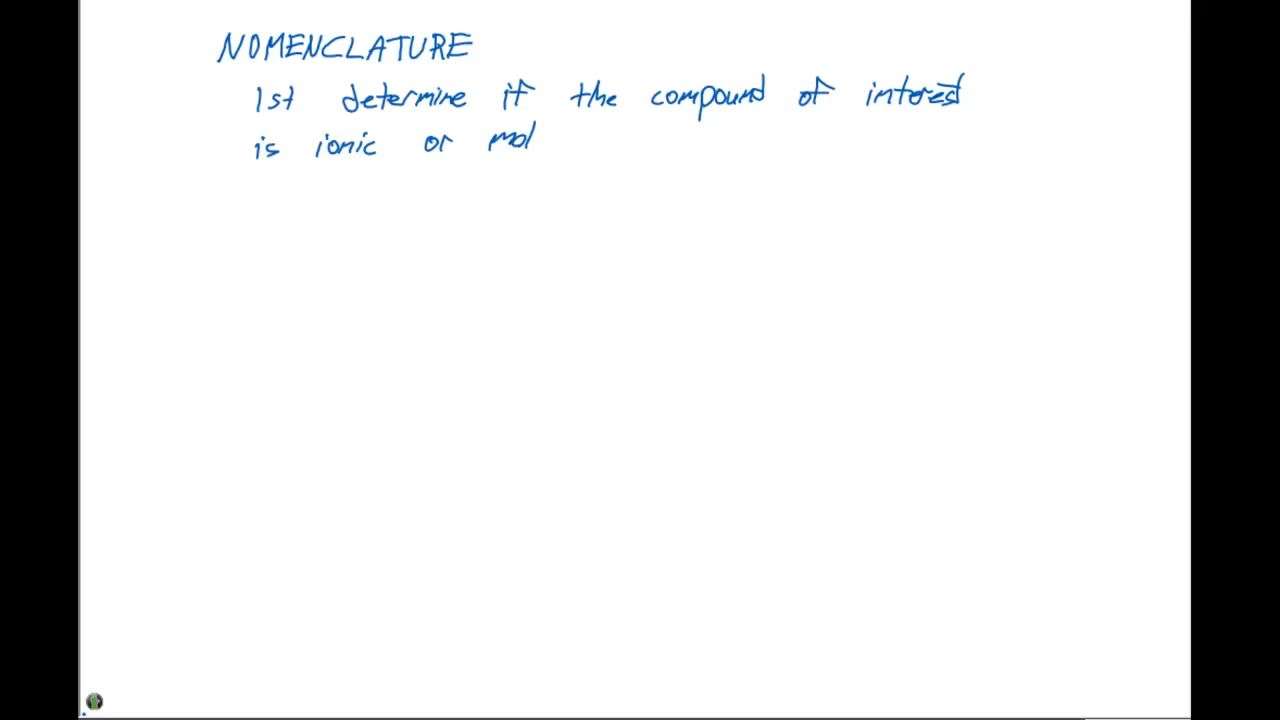 NOMENCLATURE
1st determine if the compound of interest
is ionic or mol